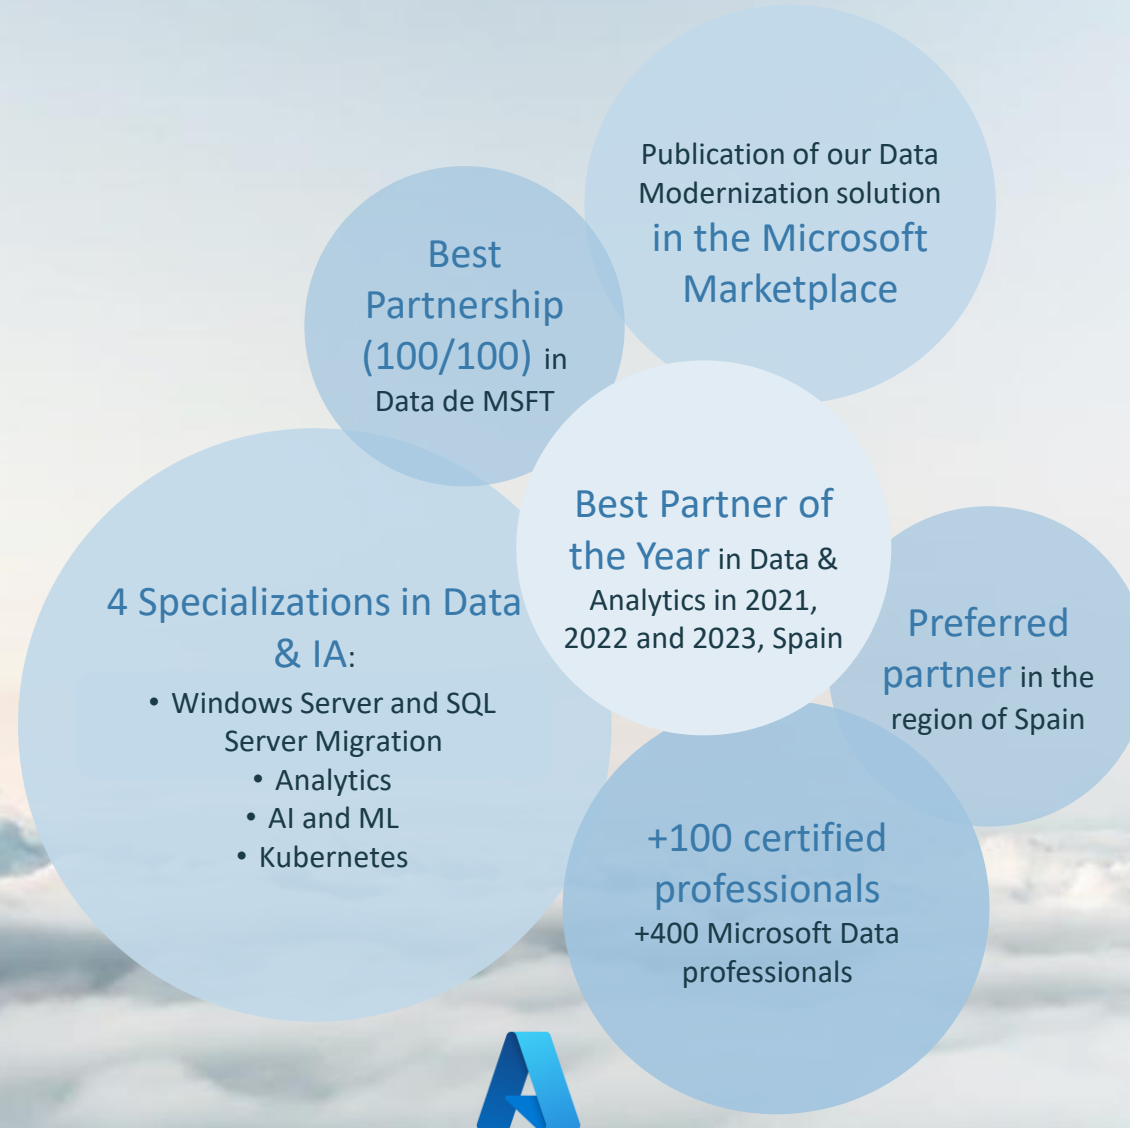 Publication of our Data
Modernization solution
in the Microsoft
Marketplace
Best
Partnership
(100/100) in
Data de MSFT
Best Partner of
the Year in Data &
Analytics in 2021,
2022 and 2023, Spain
4 Specializations in Data
& IA:
• Windows Server and SQL
Server Migration
• Analytics
• AI and ML
• Kubernetes
Preferred
partner in the
region of Spain
+100 certified
professionals
+400 Microsoft Data
professionals